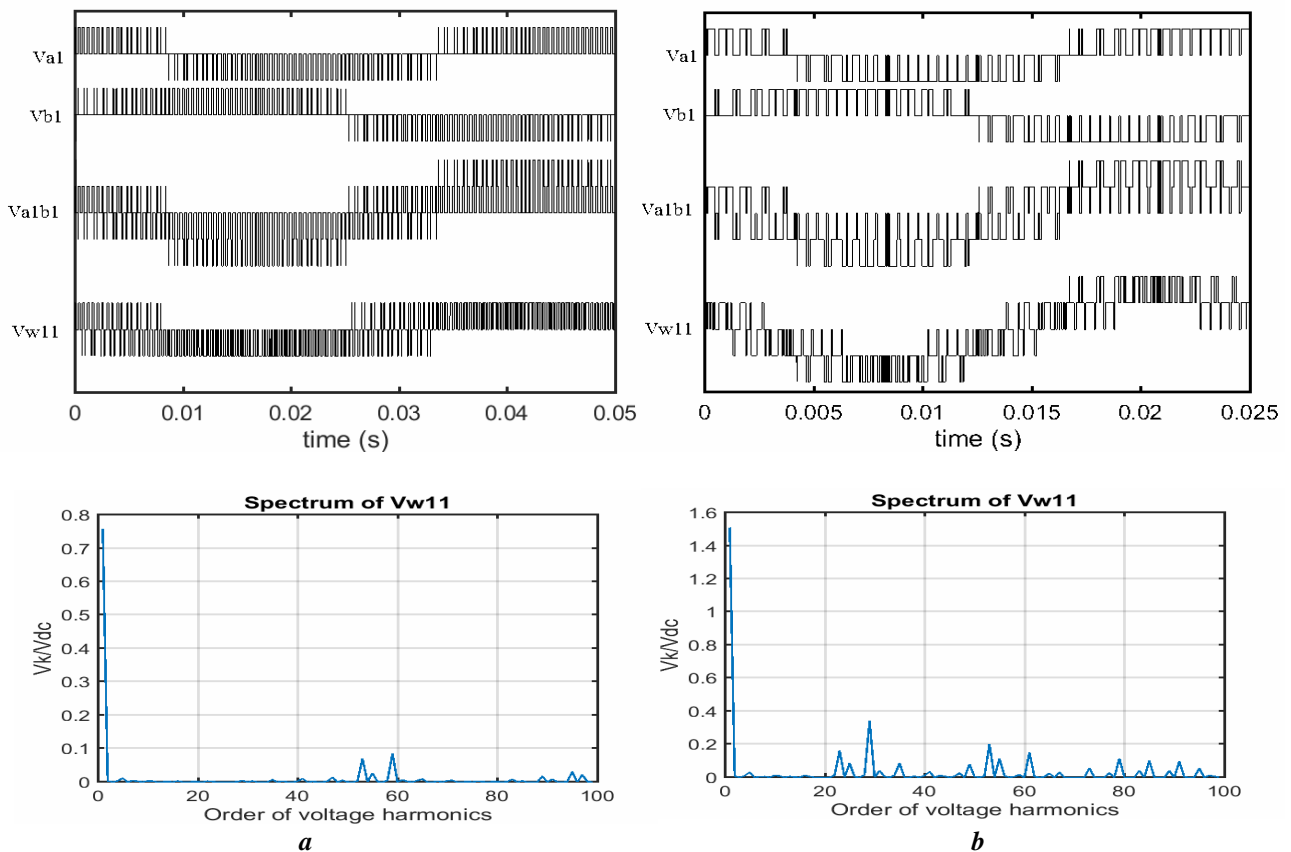 Va1
Vb1
Va1b1
Vw11
0 0.01 0.02 0.03 0.04 0.05
time (s)
Va1
Vb1
Va1b1
Vw11
0 0.005 0.01 0.015 0.02 0.025
time (s)
Spectrum of Vw11
Vk/Vdc
0.8
0.7
0.6
0.5
0.4
0.3
0.2
0.1
0
0 20 40 60 80 100
Order of voltage harmonics
a
Spectrum of Vw11
Vk/Vdc
1.6
1.4
1.2
1
0.8
0.6
0.4
0.2
0
0 20 40 60 80 100
Order of voltage harmonics
b